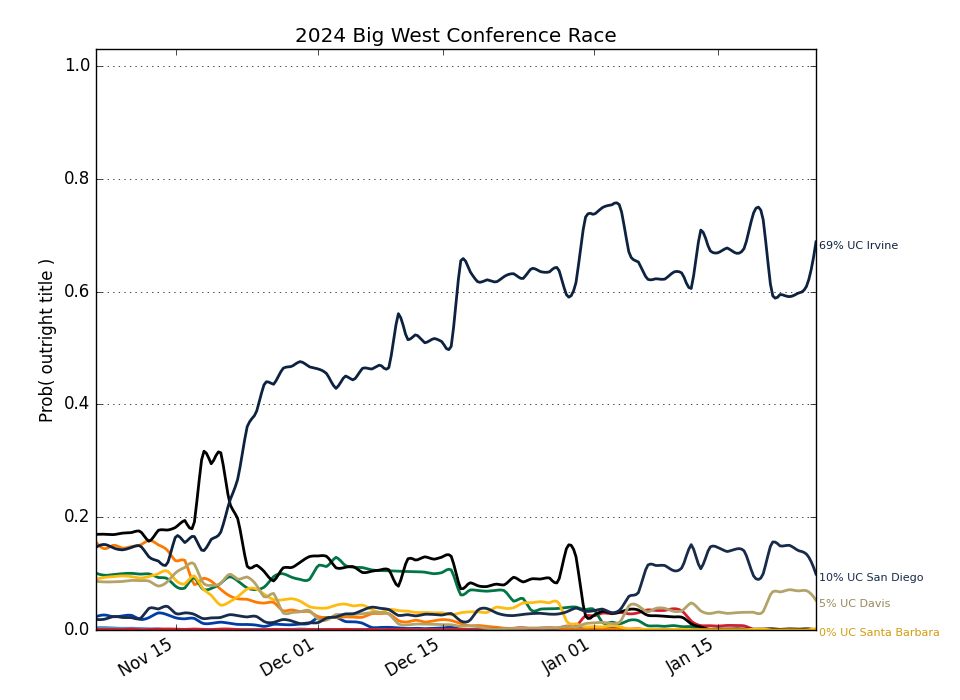 2024 Big West Conference Race
Prob( outright title )
1.0
0.8
0.6
0.4
0.2
0.0
69% UC Irvine
10% UC San Diego
5% UC Davis
0% UC Santa Barbara
Nov 15
Dec 01
Dec 15
Jan 01
Jan 15